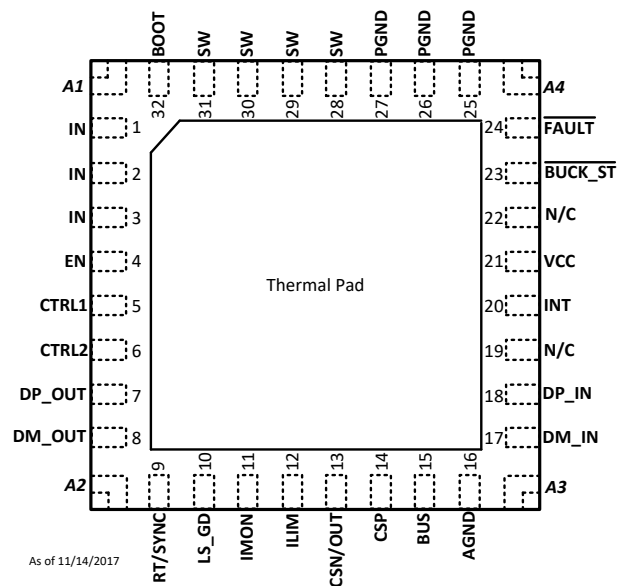 BOOT
SW
SW
SW
SW
PGND
PGND
PGND
A1
32
31
30
29
28
27
26
25
A4
IN 1
24 FAULT
IN 2
23 BUCK_ST
IN 3
22 N/C
EN 4
21 VCC
Thermal Pad
CTRL1 5
20 INT
CTRL2 6
19 N/C
DP_OUT 7
18 DP_IN
DM_OUT 8
17 DM_IN
A2
9
10
11
12
13
14
15
16
A3
RT/SYNC
LS_GD
IMON
ILIM
CSN/OUT
CSP
BUS
AGND
As of 11/14/2017